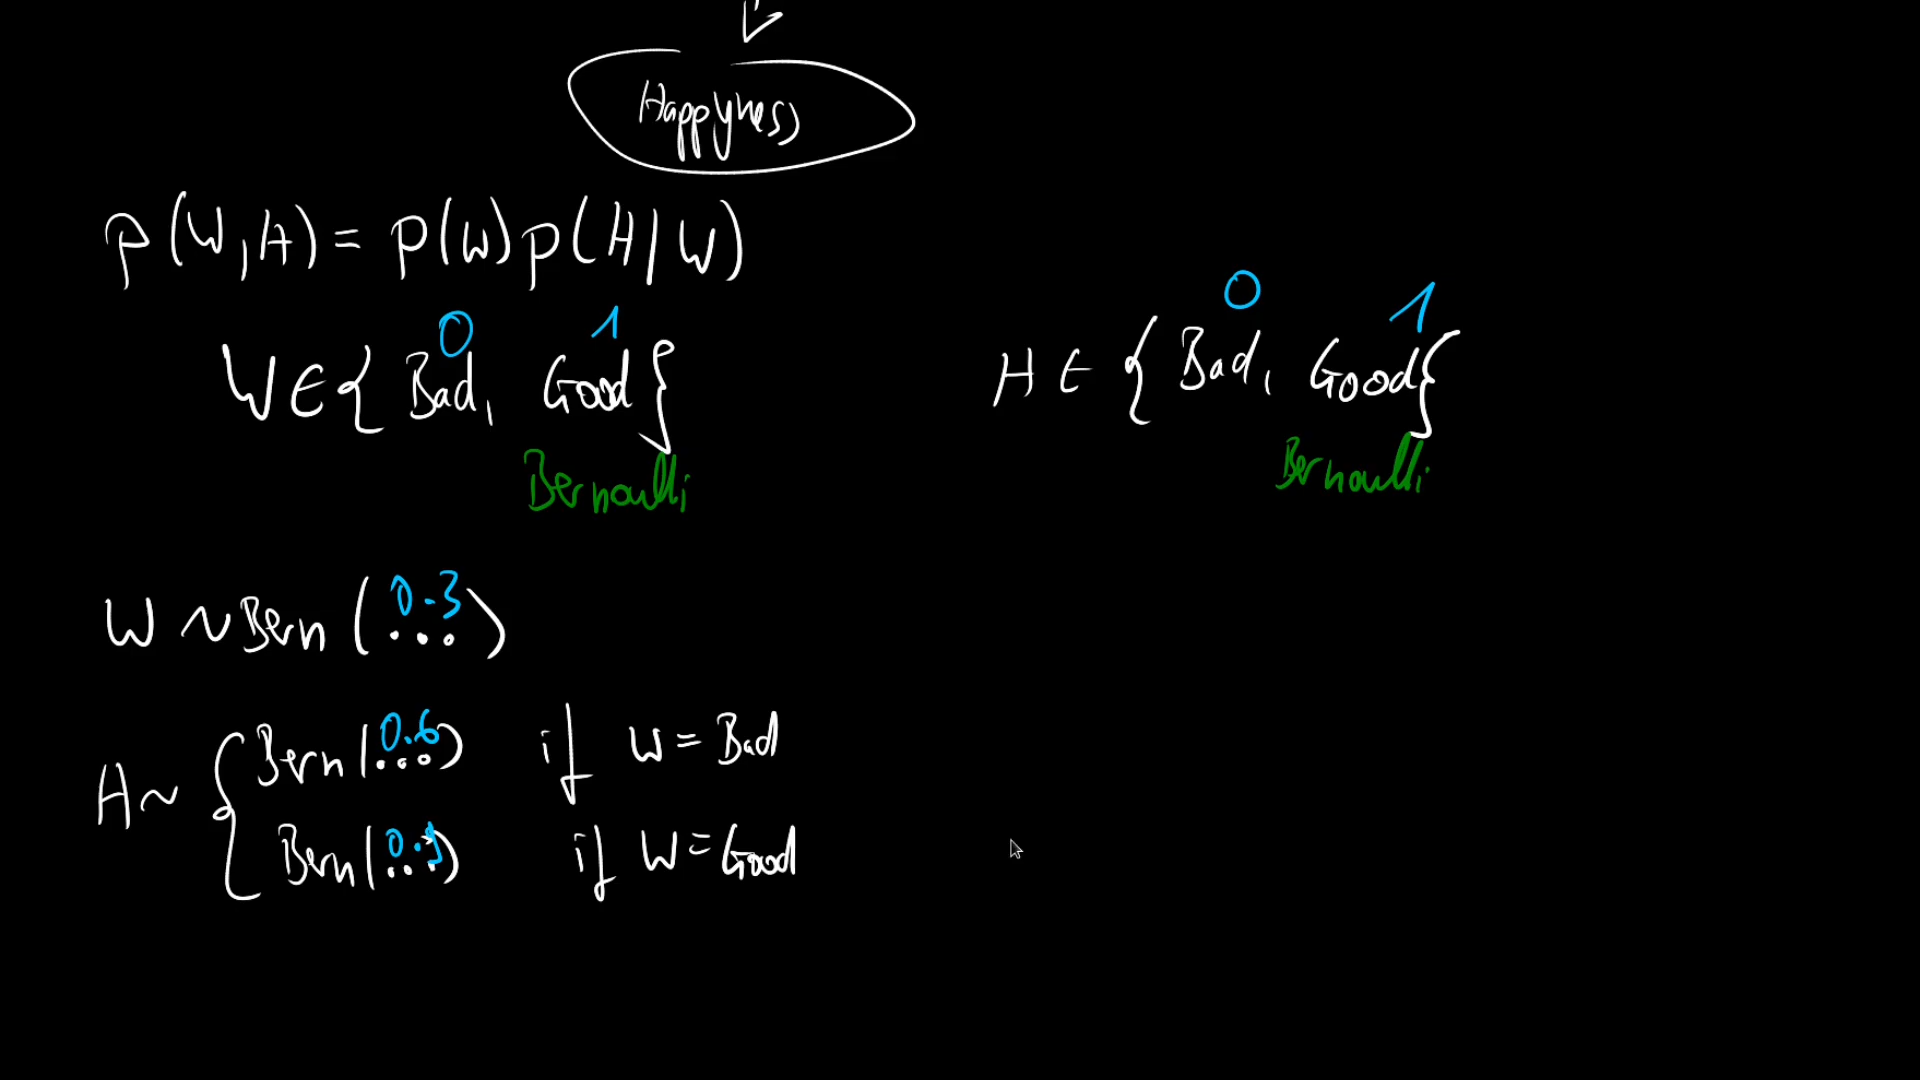 Happyness
p(W,H) = p(W)p(H|W)
0 1
W∈{Bad, Good}
Bernoulli
0 1
H∈{Bad, Good}
Bernoulli
W ~ Bern(0.3...)
H ~ { Bern(0.6...) if W = Bad
Bern(...) if W = Good